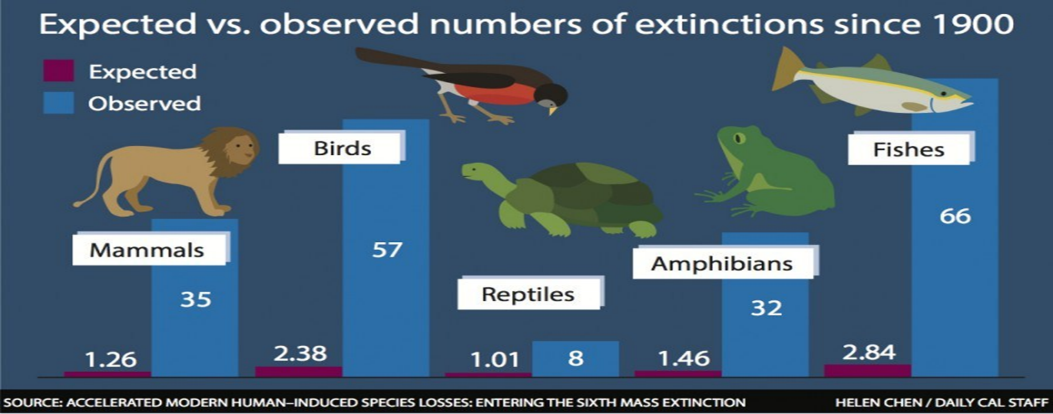 Expected vs. observed numbers of extinctions since 1900
Expected
Observed
Mammals
1.26
35
Birds
2.38
57
Reptiles
1.01
8
Amphibians
1.46
32
Fishes
2.84
66
SOURCE: ACCELERATED MODERN HUMAN–INDUCED SPECIES LOSSES: ENTERING THE SIXTH MASS EXTINCTION
HELEN CHEN / DAILY CAL STAFF